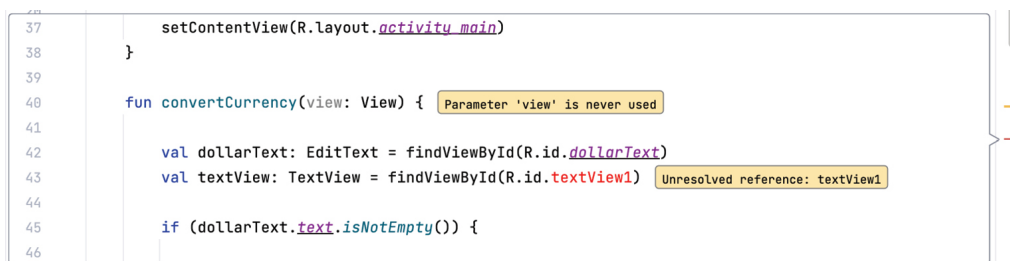 37 setContentView(R.layout.activity_main)
38 }
39
40 fun convertCurrency(view: View) { Parameter 'view' is never used
41
42 val dollarText: EditText = findViewById(R.id.dollarText)
43 val textView: TextView = findViewById(R.id.textView1) Unresolved reference: textView1
44
45 if (dollarText.text.isNotEmpty()) {
46